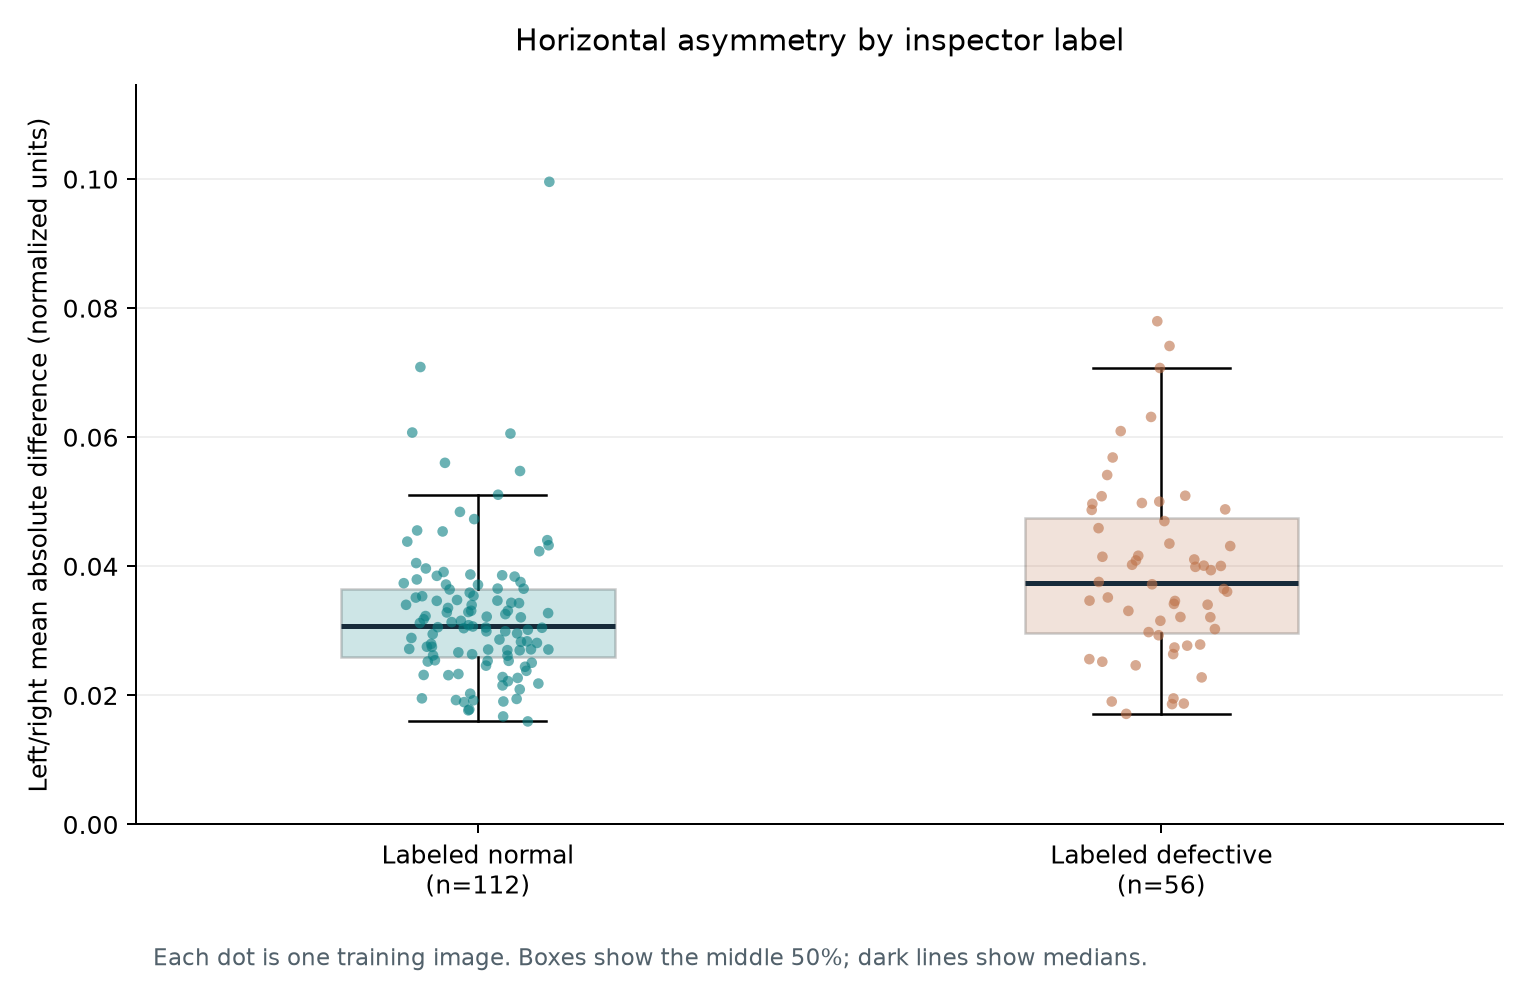 Horizontal asymmetry by inspector label
Left/right mean absolute difference (normalized units)
0.10
0.08
0.06
0.04
0.02
0.00
Labeled normal
(n=112)
Labeled defective
(n=56)
Each dot is one training image. Boxes show the middle 50%; dark lines show medians.